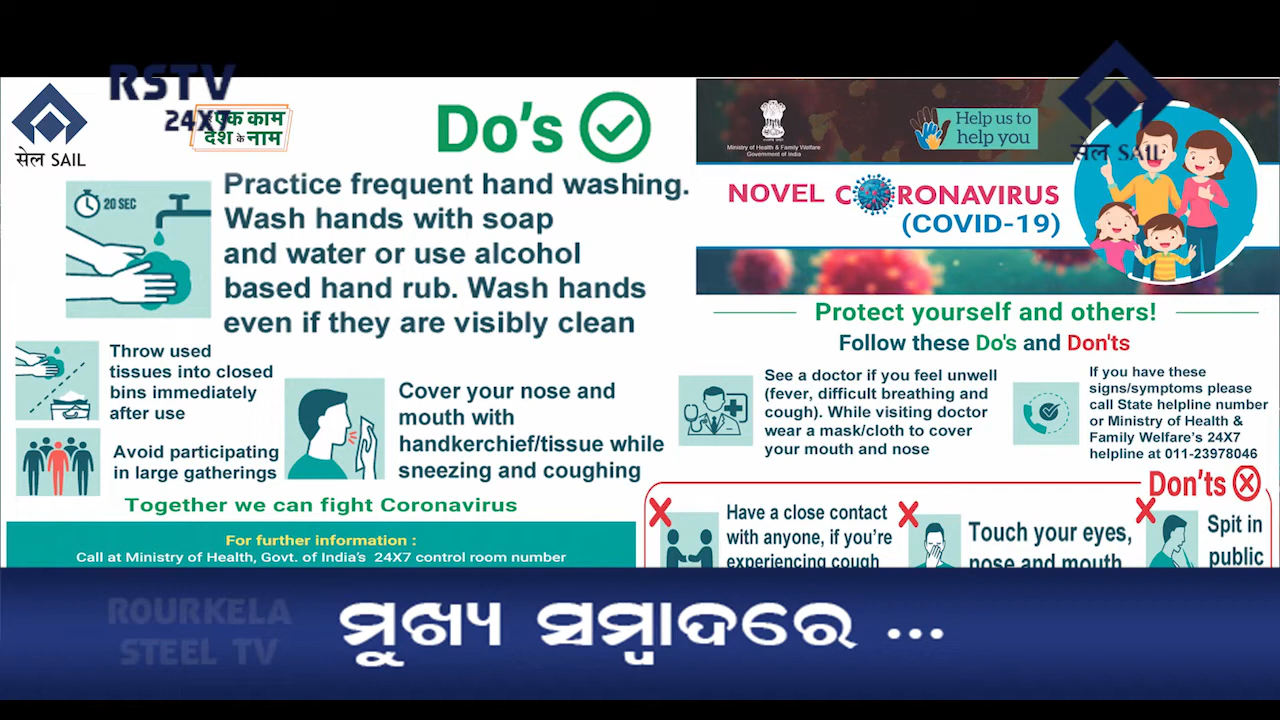 RSTV
24X7
सेल SAIL
एक काम
देश के नाम
Do's
20 SEC
Practice frequent hand washing.
Wash hands with soap
and water or use alcohol
based hand rub. Wash hands
even if they are visibly clean
Throw used
tissues into closed
bins immediately
after use
Avoid participating
in large gatherings
Cover your nose and
mouth with
handkerchief/tissue while
sneezing and coughing
Together we can fight Coronavirus
For further information :
Call at Ministry of Health, Govt. of India's 24X7 control room number
Ministry of Health & Family Welfare
Government of India
Help us to
help you
सेल SAIL
NOVEL CORONAVIRUS
(COVID-19)
Protect yourself and others!
Follow these Do's and Don'ts
See a doctor if you feel unwell
(fever, difficult breathing and
cough). While visiting doctor
wear a mask/cloth to cover
your mouth and nose
If you have these
signs/symptoms please
call State helpline number
or Ministry of Health &
Family Welfare's 24X7
helpline at 011-23978046
Don'ts
Have a close contact
with anyone, if you're
experiencing cough
Touch your eyes,
nose and mouth
Spit in
public
ROURKELA
STEEL TV
ମୁଖ୍ୟ ସମ୍ବାଦରେ ...